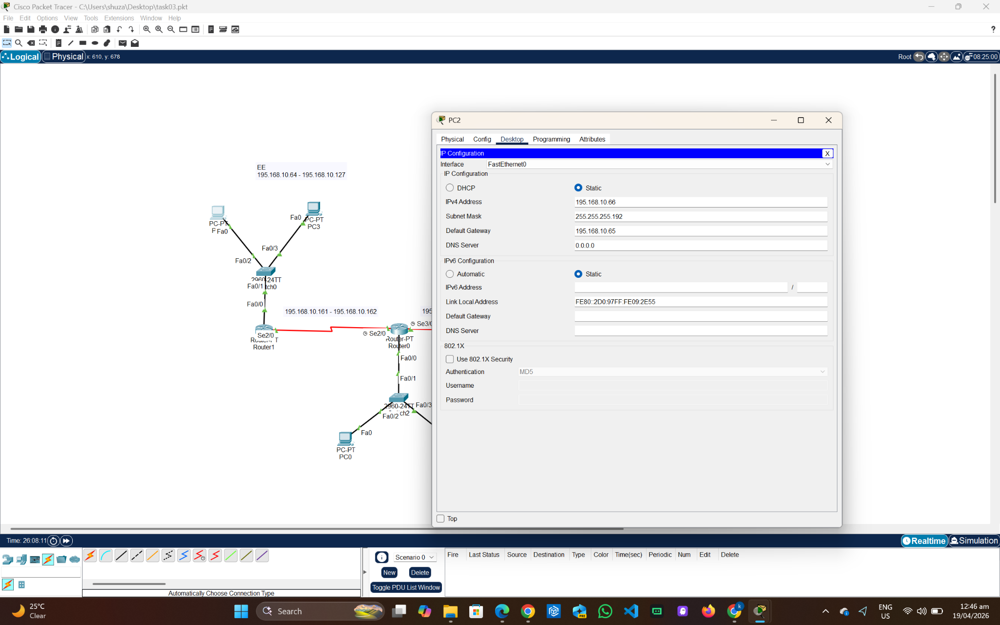 Cisco Packet Tracer - C:\Users\shuza\Desktop\task03.pkt
File Edit Options View Tools Extensions Window Help
?
Logical Physical x: 610, y: 678 Root 08:25:00
EE
195.168.10.64 - 195.168.10.127
PC-PT
Fa0
Fa0
PC-PT
PC3
Fa0/3
Fa0/2
2960-24TT
Fa0/1
Fa0/0
195.168.10.161 - 195.168.10.162
195
Se3/0
Se2/0
Se2/0
Router1
Router-PT
Router0
Fa0/0
Fa0/1
2960-24TT
Fa0/3
Fa0/2
Fa0
PC-PT
PC0
PC2
Physical Config Desktop Programming Attributes
IP Configuration X
Interface FastEthernet0
IP Configuration
DHCP Static
IPv4 Address 195.168.10.66
Subnet Mask 255.255.255.192
Default Gateway 195.168.10.65
DNS Server 0.0.0.0
IPv6 Configuration
Automatic Static
IPv6 Address /
Link Local Address FE80::2D0:97FF:FE09:2E55
Default Gateway
DNS Server
802.1X
Use 802.1X Security
Authentication MD5
Username
Password
Top
Time: 26:08:11 Realtime Simulation
Scenario 0
New Delete
Toggle PDU List Window
Fire Last Status Source Destination Type Color Time(sec) Periodic Num Edit Delete
Automatically Choose Connection Type
25°C
Clear
Search
PRE
k
ENG
US
12:46 am
19/04/2026